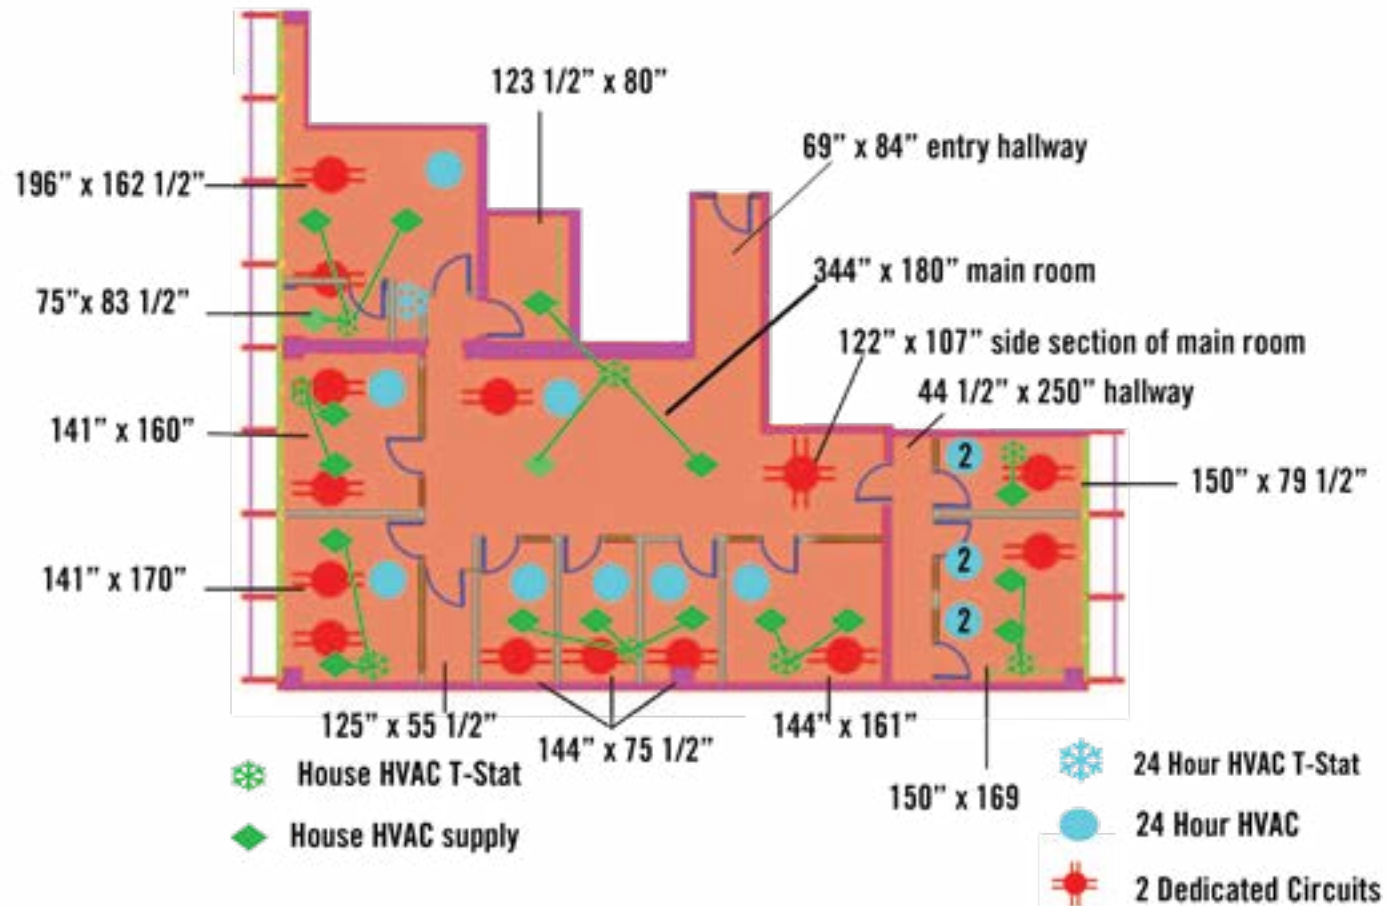 123 1/2” x 80”
69” x 84” entry hallway
196” x 162 1/2”
344” x 180” main room
75”x 83 1/2”
122” x 107” side section of main room
44 1/2” x 250” hallway
141” x 160”
2
150” x 79 1/2”
2
141” x 170”
2
125” x 55 1/2”
144” x 75 1/2”
144” x 161”
150” x 169
House HVAC T-Stat
House HVAC supply
24 Hour HVAC T-Stat
24 Hour HVAC
2 Dedicated Circuits